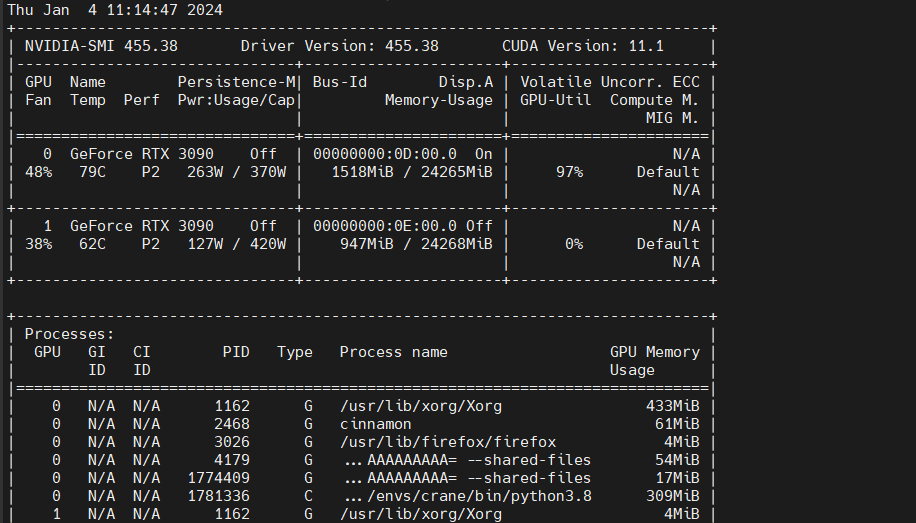 Thu Jan  4 11:14:47 2024
+-----------------------------------------------------------------------------+
| NVIDIA-SMI 455.38       Driver Version: 455.38       CUDA Version: 11.1     |
|-------------------------------+----------------------+----------------------+
| GPU  Name        Persistence-M| Bus-Id        Disp.A | Volatile Uncorr. ECC |
| Fan  Temp  Perf  Pwr:Usage/Cap|         Memory-Usage | GPU-Util  Compute M. |
|                               |                      |               MIG M. |
|===============================+======================+======================|
|   0  GeForce RTX 3090    Off  | 00000000:0D:00.0  On |                  N/A |
| 48%   79C    P2   263W / 370W |   1518MiB / 24265MiB |     97%      Default |
|                               |                      |                  N/A |
+-------------------------------+----------------------+----------------------+
|   1  GeForce RTX 3090    Off  | 00000000:0E:00.0 Off |                  N/A |
| 38%   62C    P2   127W / 420W |    947MiB / 24268MiB |      0%      Default |
|                               |                      |                  N/A |
+-------------------------------+----------------------+----------------------+

+-----------------------------------------------------------------------------+
| Processes:                                                                  |
|  GPU   GI   CI        PID   Type   Process name                  GPU Memory |
|        ID   ID                                                   Usage      |
|=============================================================================|
|    0   N/A  N/A      1162      G   /usr/lib/xorg/Xorg                433MiB |
|    0   N/A  N/A      2468      G   cinnamon                           61MiB |
|    0   N/A  N/A      3026      G   /usr/lib/firefox/firefox            4MiB |
|    0   N/A  N/A      4179      G   ...AAAAAAAAA= --shared-files       54MiB |
|    0   N/A  N/A   1774409      G   ...AAAAAAAAA= --shared-files       17MiB |
|    0   N/A  N/A   1781336      C   .../envs/crane/bin/python3.8      309MiB |
|    1   N/A  N/A      1162      G   /usr/lib/xorg/Xorg                  4MiB |